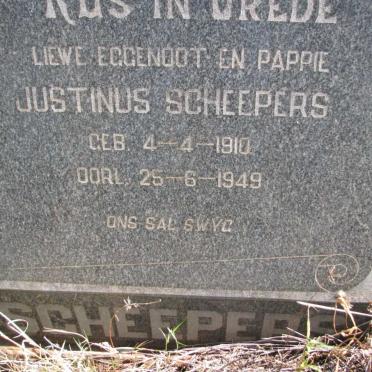 RUS IN VREDE
LIEWE EGGENOOT EN PAPPIE
JUSTINUS SCHEEPERS
GEB. 4-4-1910
OORL. 25-6-1949
ONS SAL SWYG
SCHEEPERS